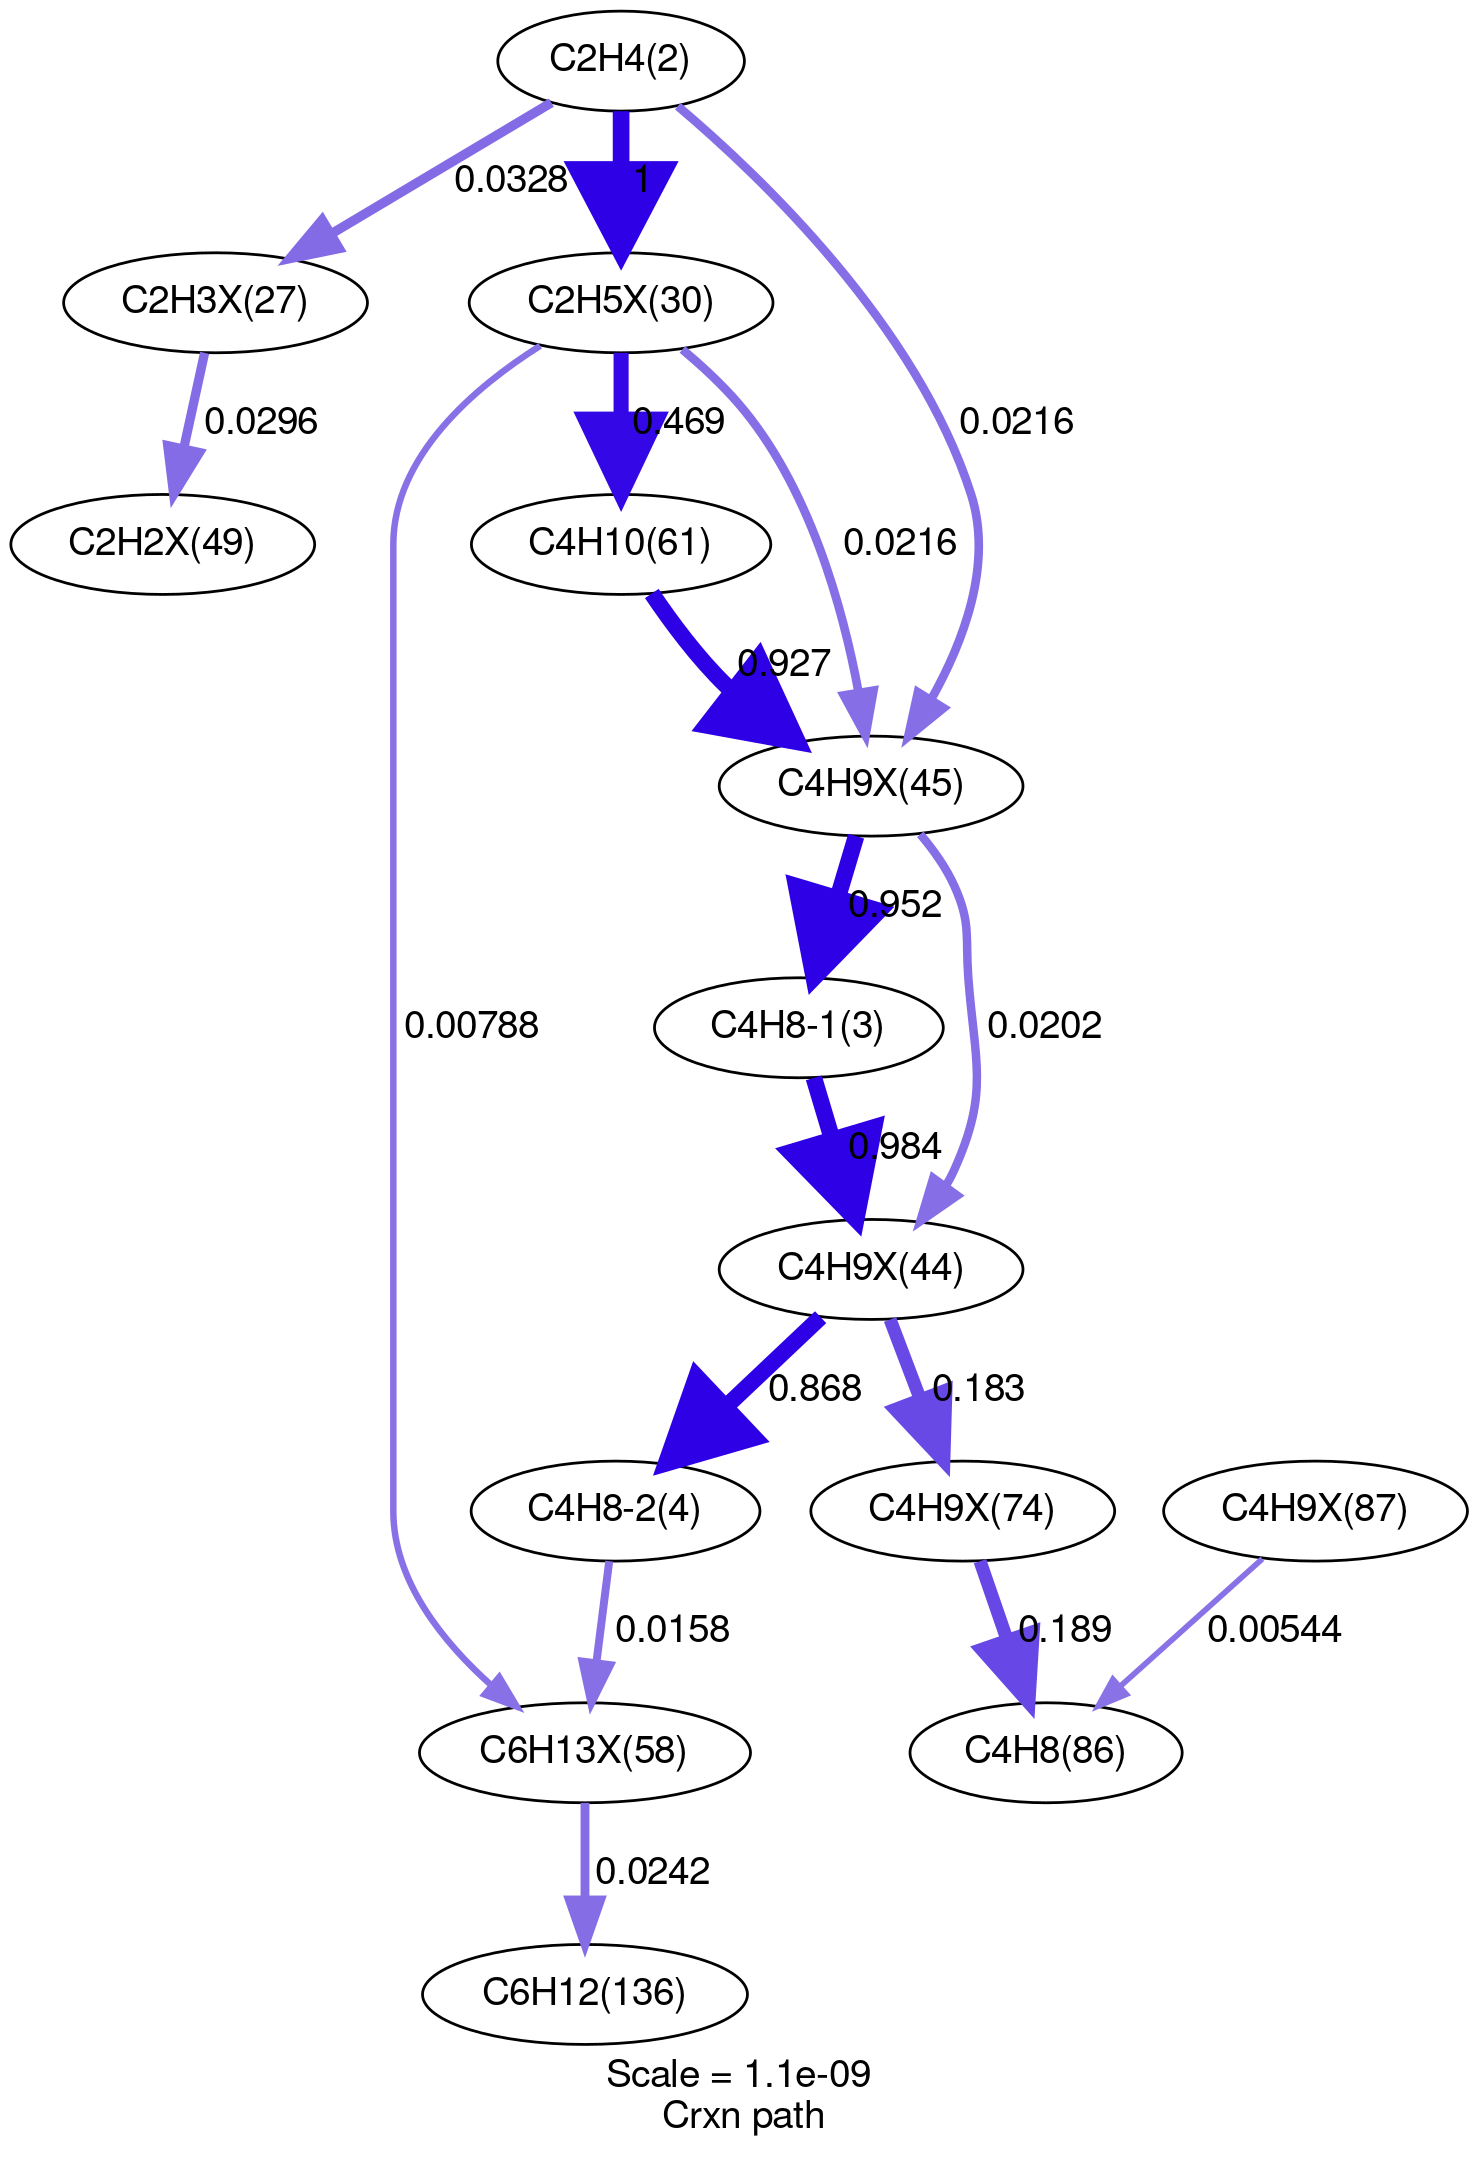 C2H4(2)
0.0328
1
C2H3X(27)
C2H5X(30)
0.0296
0.469
0.0216
C2H2X(49)
C4H10(61)
0.0216
0.927
C4H9X(45)
0.952
0.00788
C4H8-1(3)
0.0202
0.984
C4H9X(44)
0.868
0.183
C4H8-2(4)
C4H9X(74)
C4H9X(87)
0.0158
0.189
0.00544
C6H13X(58)
C4H8(86)
0.0242
C6H12(136)
Scale = 1.1e-09
Crxn path